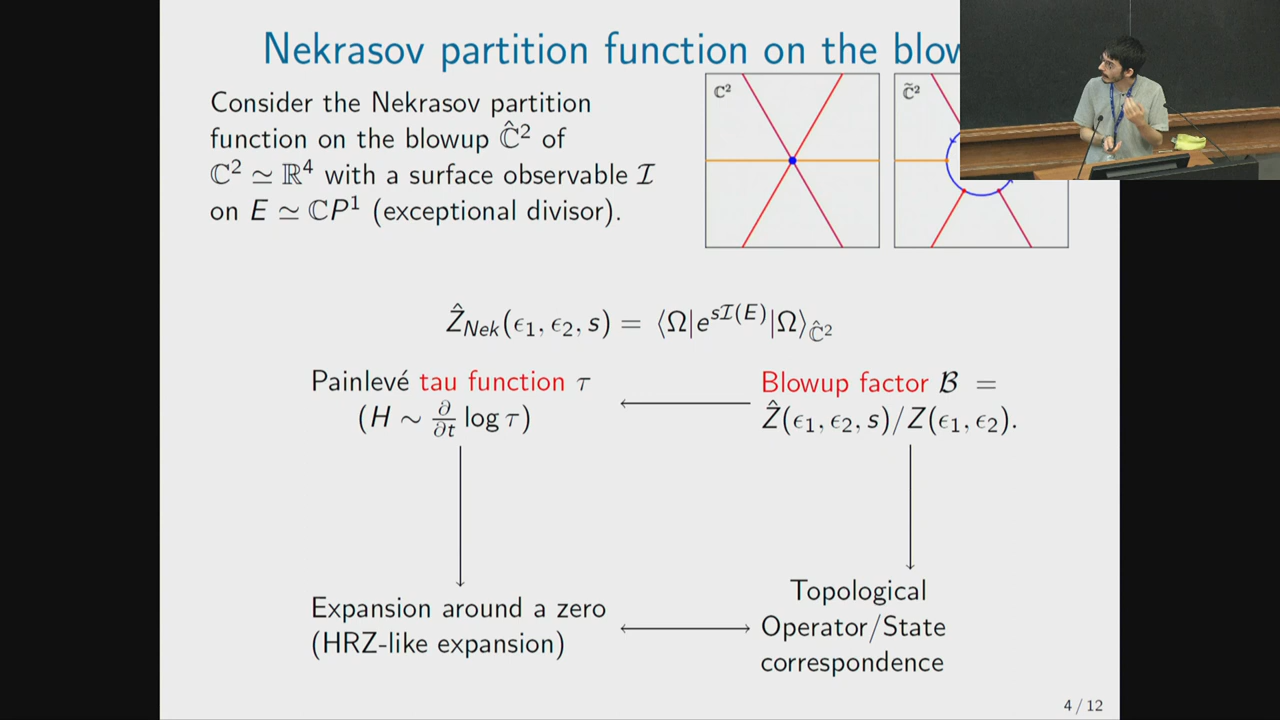 Nekrasov partition function on the blow
Consider the Nekrasov partition
function on the blowup Ĉ² of
ℂ² ≃ ℝ⁴ with a surface observable ℐ
on E ≃ ℂP¹ (exceptional divisor).
ℂ²
ℂ̃²
Ẑ_Nek(ϵ₁, ϵ₂, s) = ⟨Ω|e^{sℐ(E)}|Ω⟩_ℂ̂²
Painlevé tau function τ
(H ∼ ∂/∂t log τ)
Blowup factor ℬ =
Ẑ(ϵ₁, ϵ₂, s)/Z(ϵ₁, ϵ₂).
Expansion around a zero
(HRZ-like expansion)
Topological
Operator/State
correspondence
4 / 12